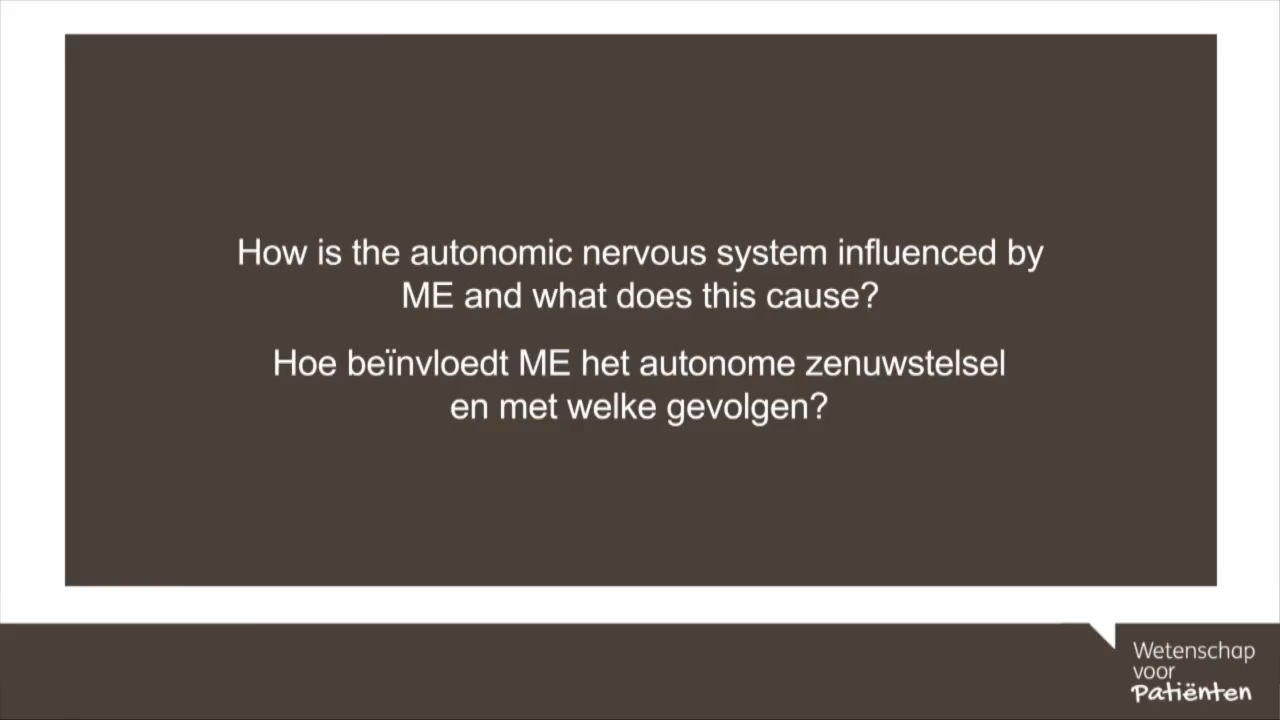 How is the autonomic nervous system influenced by
ME and what does this cause?
Hoe beïnvloedt ME het autonome zenuwstelsel
en met welke gevolgen?
Wetenschap
voor
Patiënten